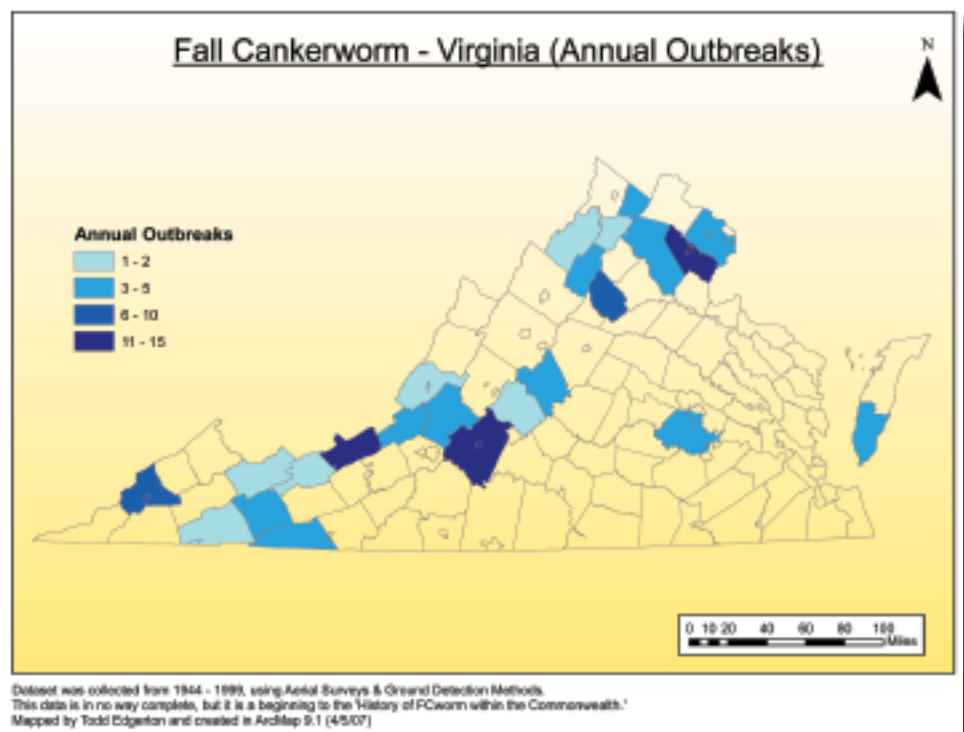 Fall Cankerworm - Virginia (Annual Outbreaks)
N
Annual Outbreaks
1 - 2
3 - 5
6 - 10
11 - 15
0 10 20 40 60 80 100
Miles
Dataset was collected from 1944 - 1999, using Aerial Surveys & Ground Detection Methods.
This data is in no way complete, but it is a beginning to the 'History of FCworm within the Commonwealth.'
Mapped by Todd Edgerton and created in ArcMap 9.1 (4/5/07)